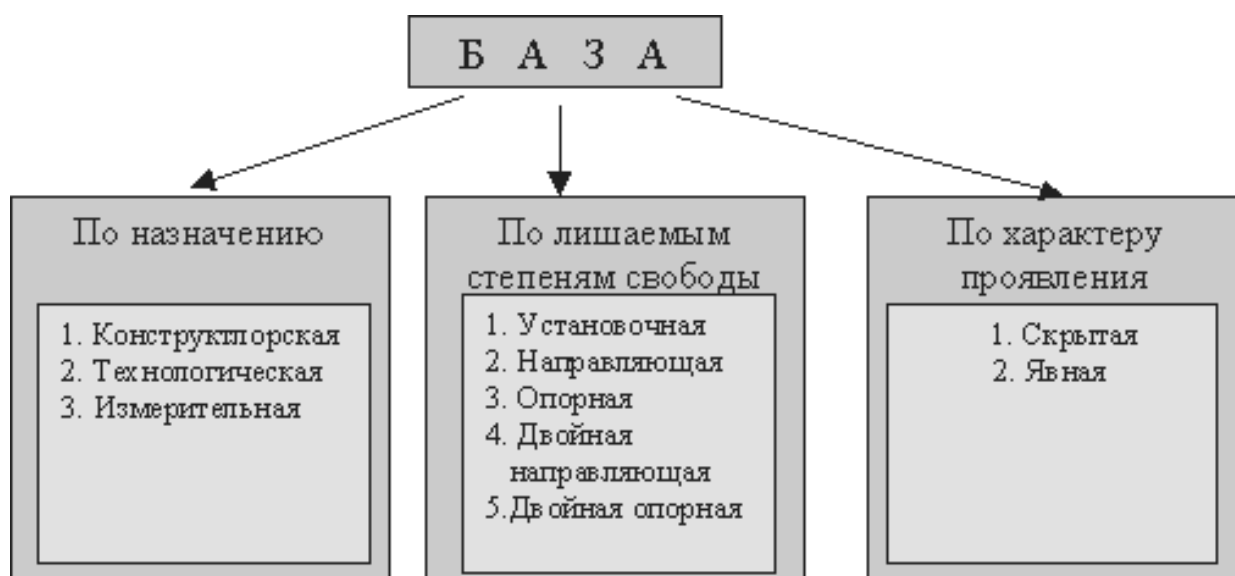 Б А З А
По назначению
1. Конструктпорская
2. Технологическая
3. Измерительная
По лишаемым
степеням свободы
1. Установочная
2. Направляющая
3. Опорная
4. Двойная
направляющая
5.Двойная опорная
По характеру
проявления
1. Скрытая
2. Явная